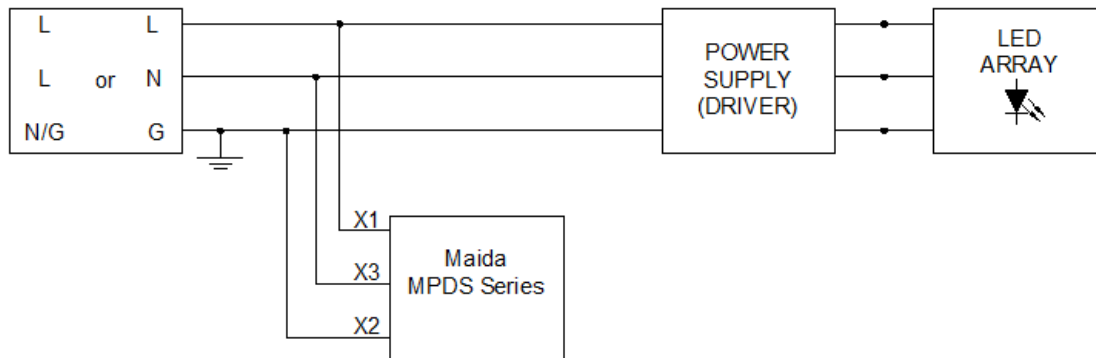 L L
L or N
N/G G
POWER
SUPPLY
(DRIVER)
LED
ARRAY
X1
X3
X2
Maida
MPDS Series